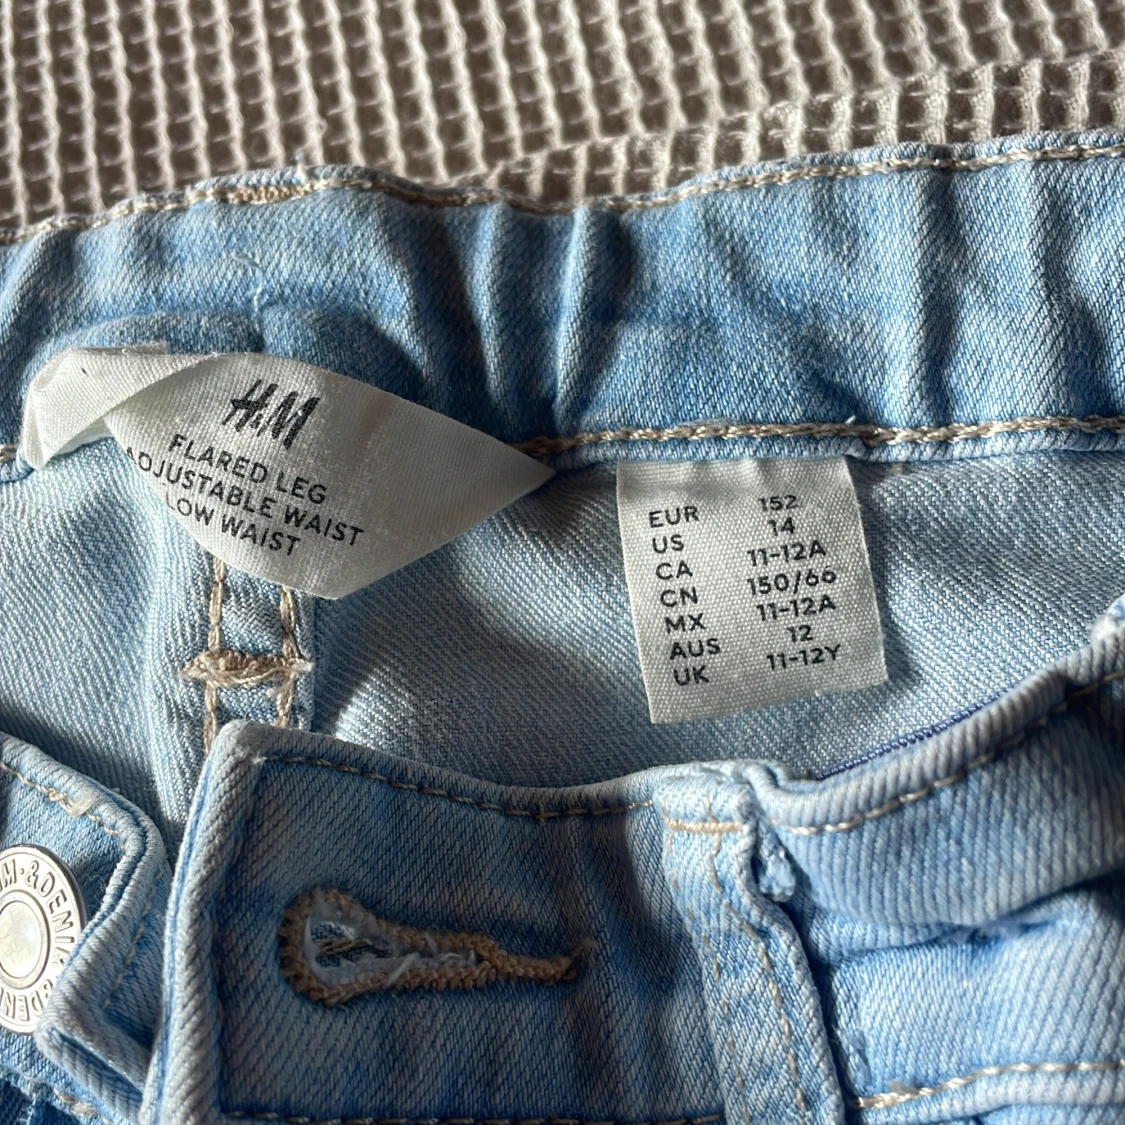 H&M
FLARED LEG
ADJUSTABLE WAIST
LOW WAIST
EUR 152
US 14
CA 11-12A
CN 150/66
MX 11-12A
AUS 12
UK 11-12Y